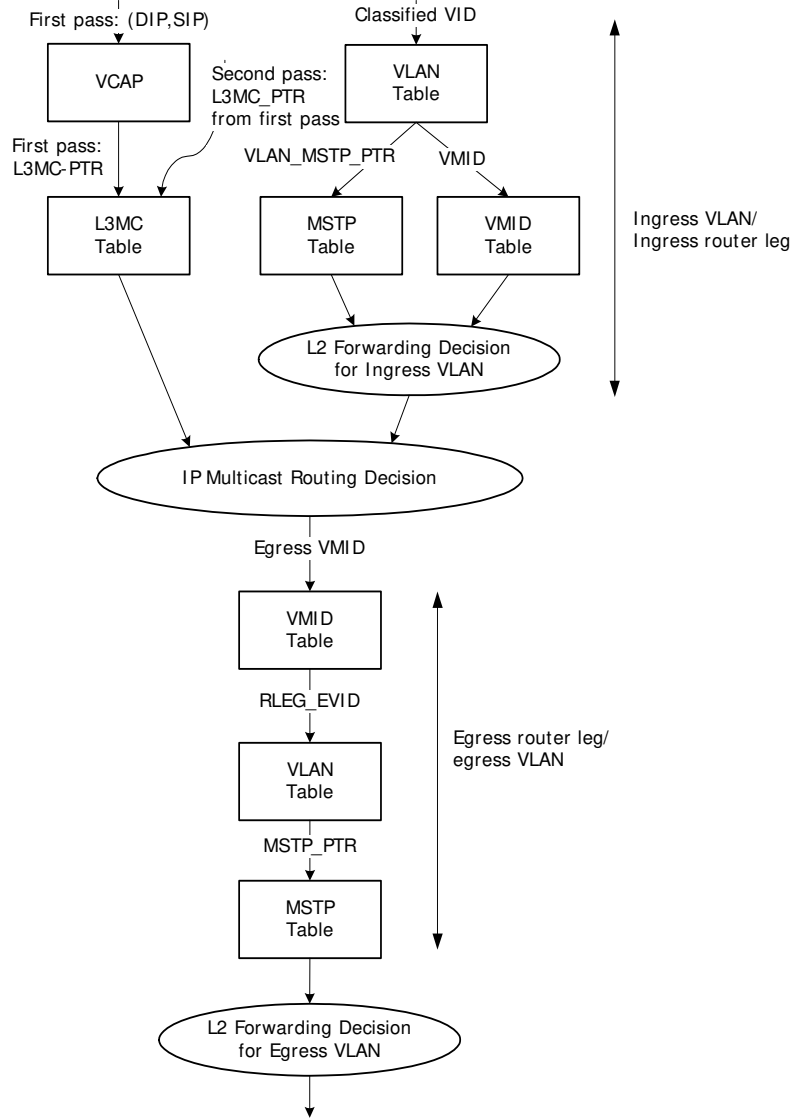 First pass: (DIP,SIP)
Classified VID
VCAP
Second pass:
L3MC_PTR
from first pass
VLAN
Table
First pass:
L3MC-PTR
VLAN_MSTP_PTR
VMID
L3MC
Table
MSTP
Table
VMID
Table
Ingress VLAN/
Ingress router leg
L2 Forwarding Decision
for Ingress VLAN
IP Multicast Routing Decision
Egress VMID
VMID
Table
RLEG_EVID
Egress router leg/
egress VLAN
VLAN
Table
MSTP_PTR
MSTP
Table
L2 Forwarding Decision
for Egress VLAN